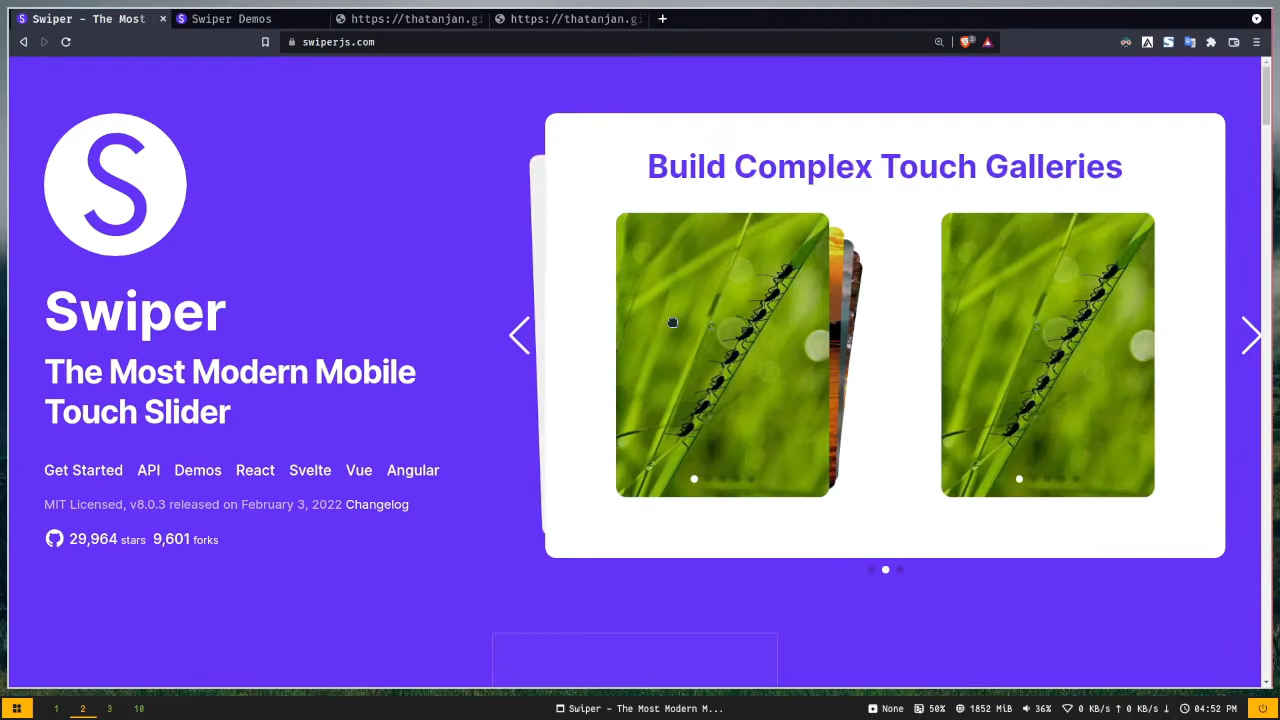 Swiper - The Most
Swiper Demos
https://thatanjan.gi
https://thatanjan.gi
swiperjs.com
S
Build Complex Touch Galleries
Swiper
The Most Modern Mobile
Touch Slider
Get Started API Demos React Svelte Vue Angular
MIT Licensed, v8.0.3 released on February 3, 2022 Changelog
29,964 stars 9,601 forks
1 2 3 10
Swiper - The Most Modern M...
None 50% 1852 MiB 36% 0 KB/s ↑ 0 KB/s ↓ 04:52 PM